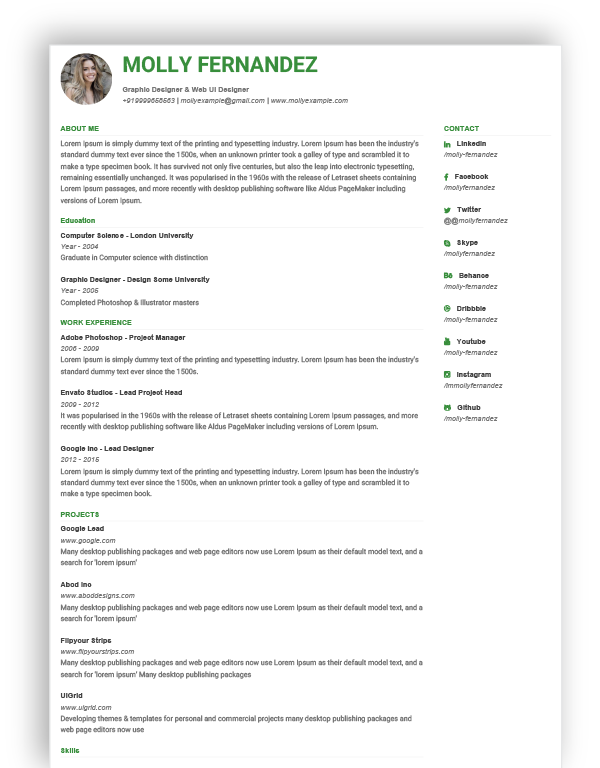 MOLLY FERNANDEZ
Graphic Designer & Web UI Designer
| mollyexample@gmail.com | www.mollyexample.com
ABOUT ME
Lorem Ipsum is simply dummy text of the printing and typesetting industry. Lorem Ipsum has been the industry's
standard dummy text ever since the 1500s, when an unknown printer took a galley of type and scrambled it to
make a type specimen book. It has survived not only five centuries, but also the leap into electronic typesetting,
remaining essentially unchanged. It was popularised in the 1960s with the release of Letraset sheets containing
Lorem Ipsum passages, and more recently with desktop publishing software like Aldus PageMaker including
versions of Lorem Ipsum.
Education
Computer Science - London University
Year - 2004
Graduate in Computer science with distinction
Graphic Designer - Design Some University
Year - 2006
Completed Photoshop & Illustrator masters
WORK EXPERIENCE
Adobe Photoshop - Project Manager
2006 - 2009
Lorem Ipsum is simply dummy text of the printing and typesetting industry. Lorem Ipsum has been the industry's
standard dummy text ever since the 1500s.
Envato Studios - Lead Project Head
2009 - 2012
It was popularised in the 1960s with the release of Letraset sheets containing Lorem Ipsum passages, and more
recently with desktop publishing software like Aldus PageMaker including versions of Lorem Ipsum.
Google Inc - Lead Designer
2012 - 2015
Lorem Ipsum is simply dummy text of the printing and typesetting industry. Lorem Ipsum has been the industry's
standard dummy text ever since the 1500s, when an unknown printer took a galley of type and scrambled it to
make a type specimen book.
PROJECTS
Google Lead
www.google.com
Many desktop publishing packages and web page editors now use Lorem Ipsum as their default model text, and a
search for 'lorem ipsum'
Abod Inc
www.aboddesigns.com
Many desktop publishing packages and web page editors now use Lorem Ipsum as their default model text, and a
search for 'lorem ipsum'
Flipyour Strips
www.flipyourstrips.com
Many desktop publishing packages and web page editors now use Lorem Ipsum as their default model text, and a
search for 'lorem ipsum' Many desktop publishing packages
UIGrid
www.uigrid.com
Developing themes & templates for personal and commercial projects many desktop publishing packages and
web page editors now use
Skills
CONTACT
Linkedin
/molly-fernandez
Facebook
/mollyfernandez
Twitter
@@mollyfernandez
Skype
/mollyfernandez
Behance
/molly-fernandez
Dribbble
/molly-fernandez
Youtube
/molly-fernandez
Instagram
/immollyfernandez
Github
/molly-fernandez